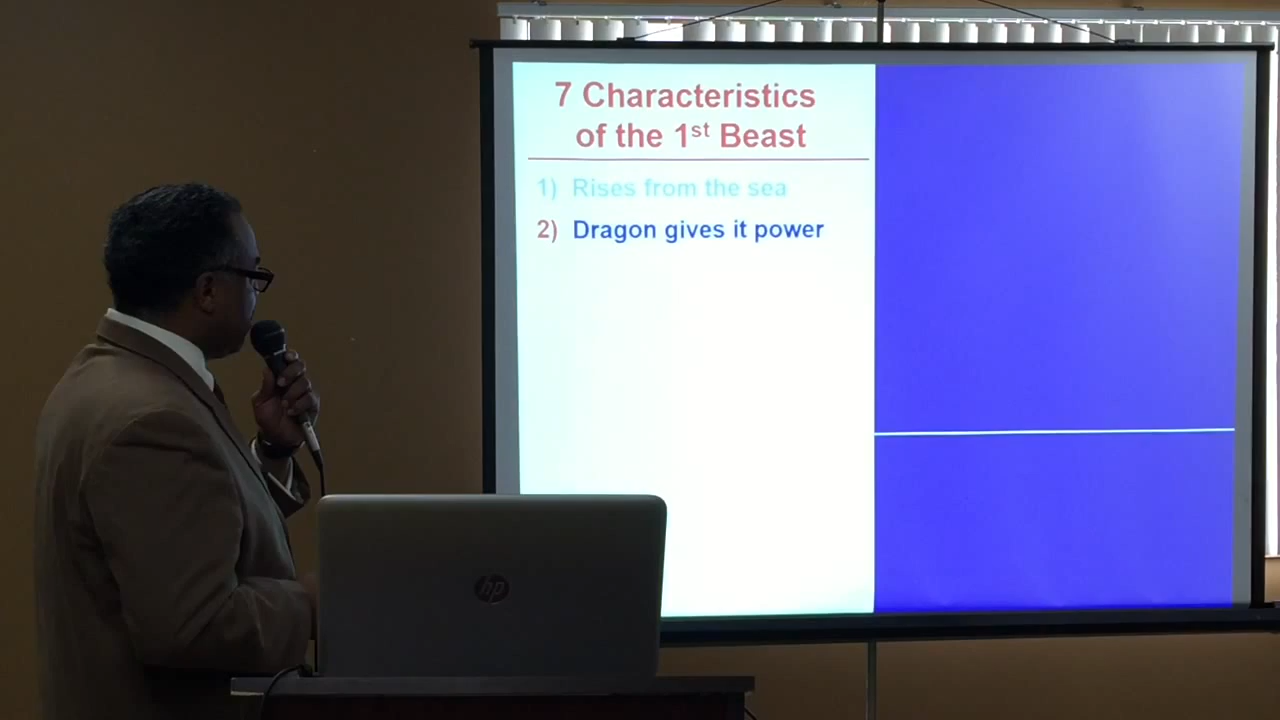 7 Characteristics
of the 1st Beast
1) Rises from the sea
2) Dragon gives it power
hp